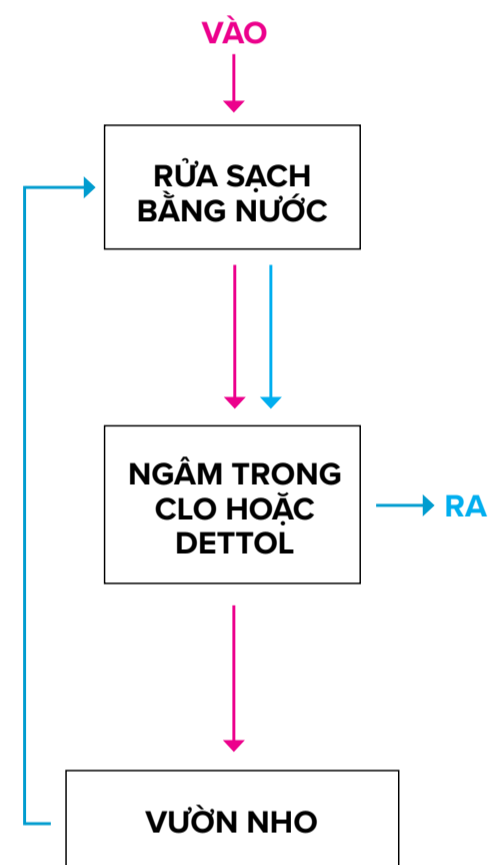 VÀO
RỬA SẠCH
BẰNG NƯỚC
NGÂM TRONG
CLO HOẶC
DETTOL
RA
VƯỜN NHO